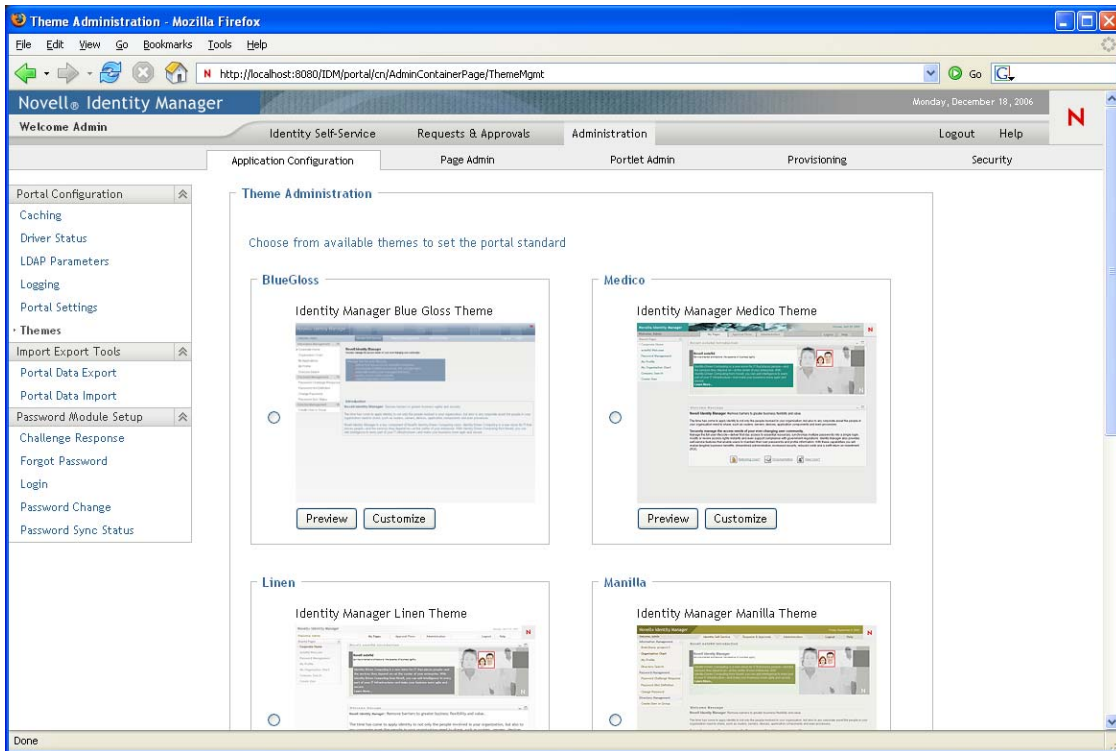 Theme Administration - Mozilla Firefox
File Edit View Go Bookmarks Tools Help
N http://localhost:8080/IDM/portal/cn/AdminContainerPage/ThemeMgmt
Go
G
Novell® Identity Manager
Monday, December 18, 2006
N
Welcome Admin
Identity Self-Service Requests & Approvals Administration Logout Help
Application Configuration Page Admin Portlet Admin Provisioning Security
Portal Configuration
Caching
Driver Status
LDAP Parameters
Logging
Portal Settings
Themes
Import Export Tools
Portal Data Export
Portal Data Import
Password Module Setup
Challenge Response
Forgot Password
Login
Password Change
Password Sync Status
Theme Administration
Choose from available themes to set the portal standard
BlueGloss
Identity Manager Blue Gloss Theme
Preview Customize
Medico
Identity Manager Medico Theme
Preview Customize
Linen
Identity Manager Linen Theme
Manilla
Identity Manager Manilla Theme
Done